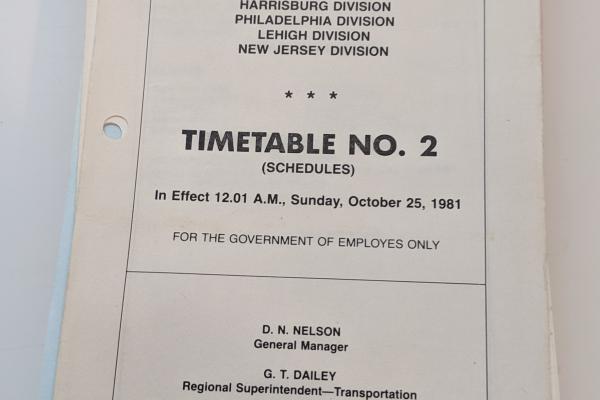 HARRISBURG DIVISION
PHILADELPHIA DIVISION
LEHIGH DIVISION
NEW JERSEY DIVISION
* * *
TIMETABLE NO. 2
(SCHEDULES)
In Effect 12.01 A.M., Sunday, October 25, 1981
FOR THE GOVERNMENT OF EMPLOYES ONLY
D. N. NELSON
General Manager
G. T. DAILEY
Regional Superintendent—Transportation